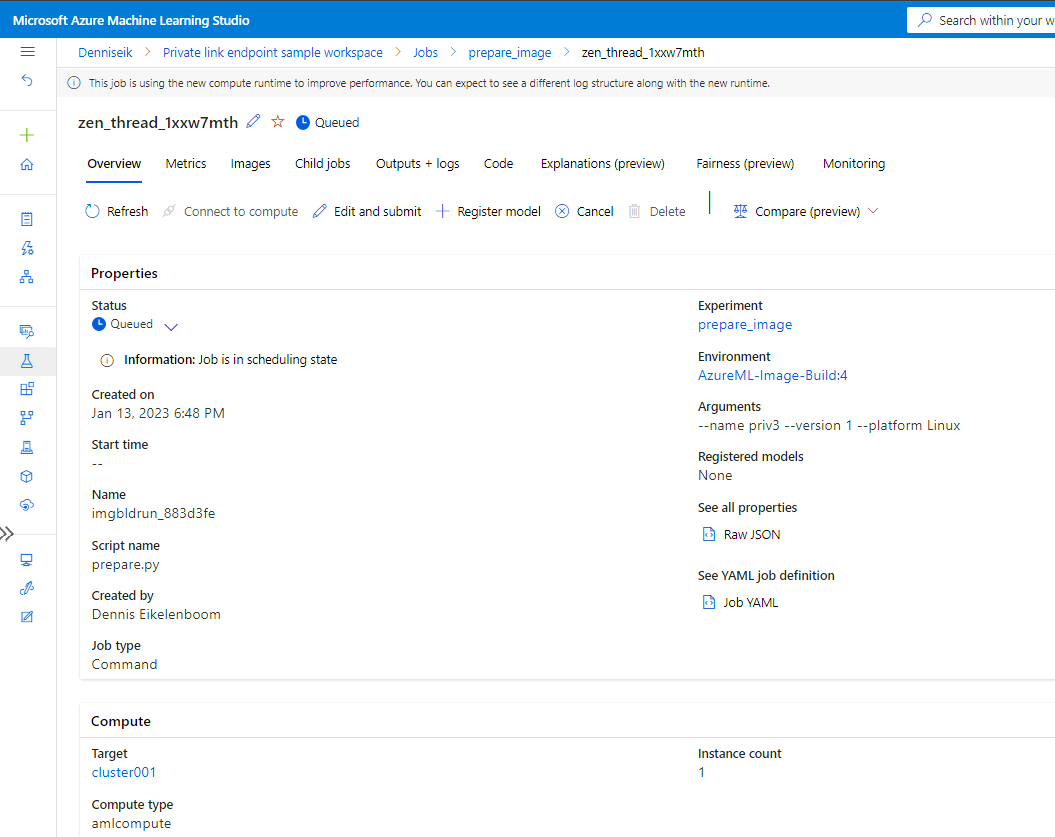 Microsoft Azure Machine Learning Studio
Search within your w
Denniseik > Private link endpoint sample workspace > Jobs > prepare_image > zen_thread_1xxw7mth
This job is using the new compute runtime to improve performance. You can expect to see a different log structure along with the new runtime.
zen_thread_1xxw7mth Queued
Overview Metrics Images Child jobs Outputs + logs Code Explanations (preview) Fairness (preview) Monitoring
Refresh Connect to compute Edit and submit Register model Cancel Delete Compare (preview)
Properties
Status
Queued
Information: Job is in scheduling state
Created on
Jan 13, 2023 6:48 PM
Start time
--
Name
imgbldrun_883d3fe
Script name
prepare.py
Created by
Dennis Eikelenboom
Job type
Command
Experiment
prepare_image
Environment
AzureML-Image-Build:4
Arguments
--name priv3 --version 1 --platform Linux
Registered models
None
See all properties
Raw JSON
See YAML job definition
Job YAML
Compute
Target
cluster001
Compute type
amlcompute
Instance count
1